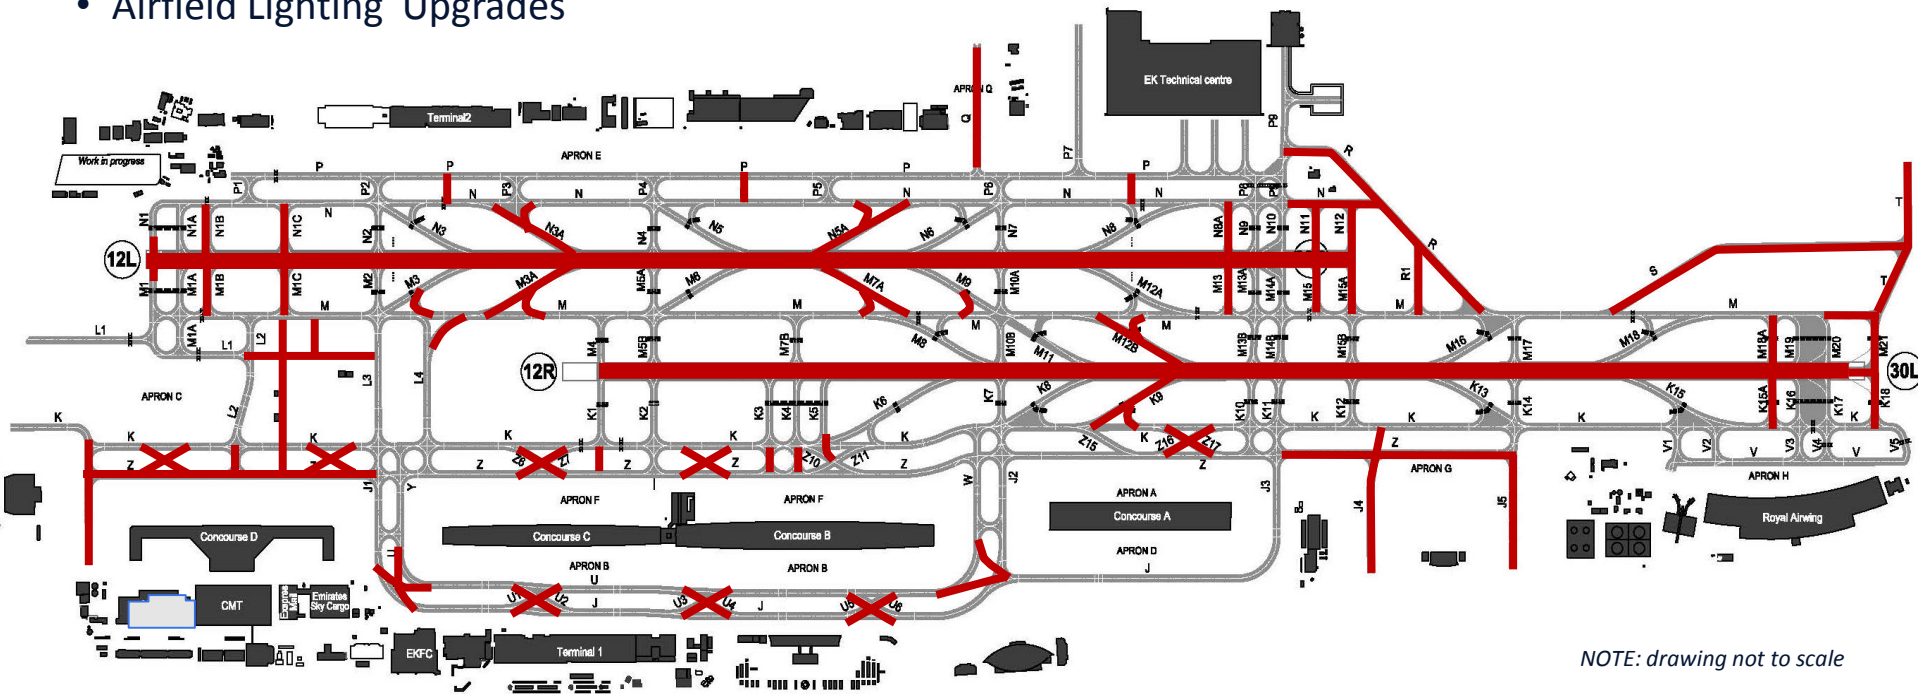 • Airfield Lighting Upgrades
EK Technical centre
APRON Q
Q
P9
Terminal2
Work in progress
APRON E
P7
R
P
P
P
P
P
P1
P2
P3
P4
P5
P6
P8
N
N
N
N
N
N
N
N1
N1A
N1B
N1C
N2
N3
N3A
N4
N5
N5A
N6
N7
N8
N8A
N9
N10
N11
N12
T
12L
R
R1
S
T
M1
M1A
M1B
M1C
M2
M3
M3A
M5A
M6
M7A
M9
M10A
M12A
M13
M13A
M14A
M15
M15A
M
M
M
M
M
M
M
L1
M1A
L1
L2
L3
L4
M4
M5B
M7B
M8
M10B
M11
M12B
M13B
M14B
M15B
M16
M17
M18
M18A
M19
M20
M21
12R
30L
APRON C
L2
K1
K2
K3
K4
K5
K6
K7
K8
K9
K10
K11
K12
K13
K14
K15
K15A
K16
K17
K18
K
K
K
K
K
K
K
K
K
K
K
Z
Z8
Z7
Z
Z
Z10
Z11
Z
Z15
Z16
Z17
Z
Z
V1
V2
V3
V4
V5
V
V
J1
Y
W
J2
J3
J4
J5
APRON F
APRON F
APRON A
APRON G
APRON H
Concourse D
Concourse C
Concourse B
Concourse A
Royal Airwing
APRON B
APRON B
APRON D
U
J
U1
U2
U3
U4
U5
U6
J
J
CMT
Express
Mail
Emirates
Sky Cargo
EKFC
Terminal 1
NOTE: drawing not to scale